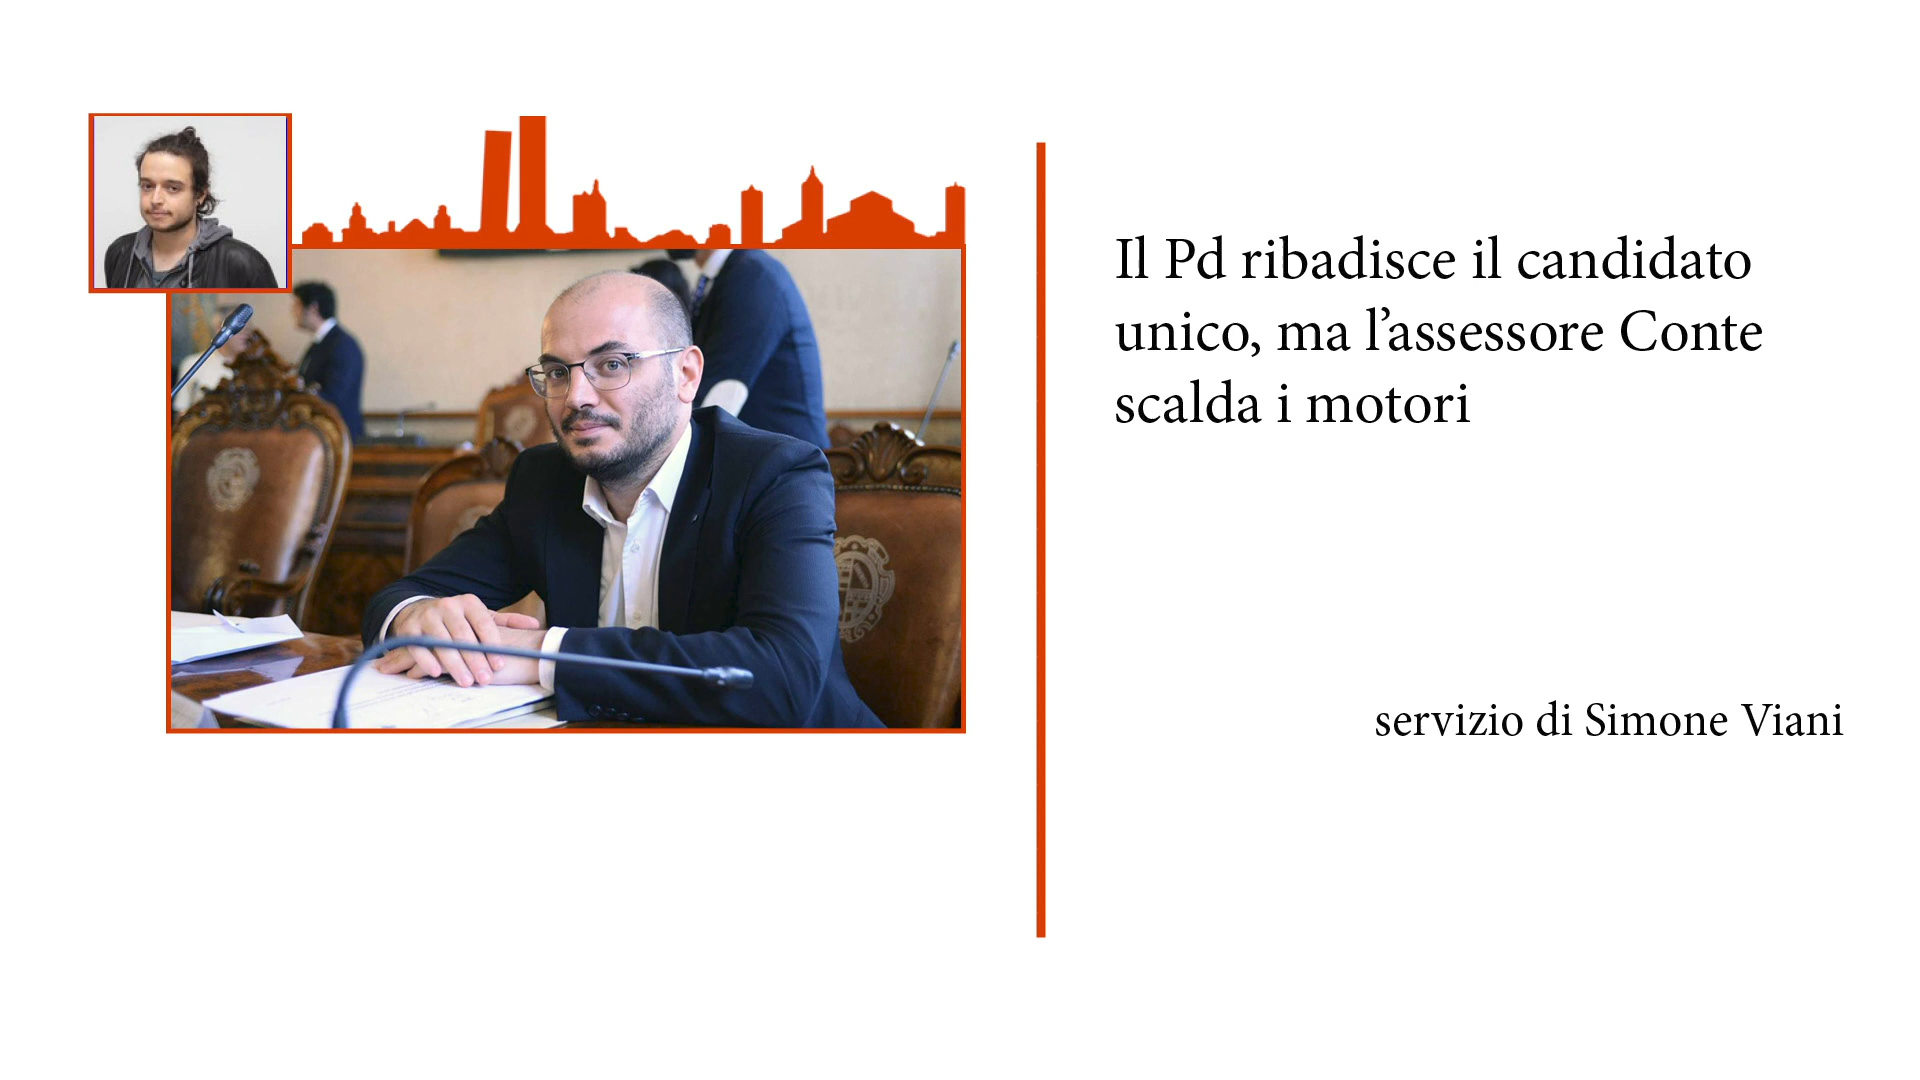 Il Pd ribadisce il candidato
unico, ma l’assessore Conte
scalda i motori
servizio di Simone Viani